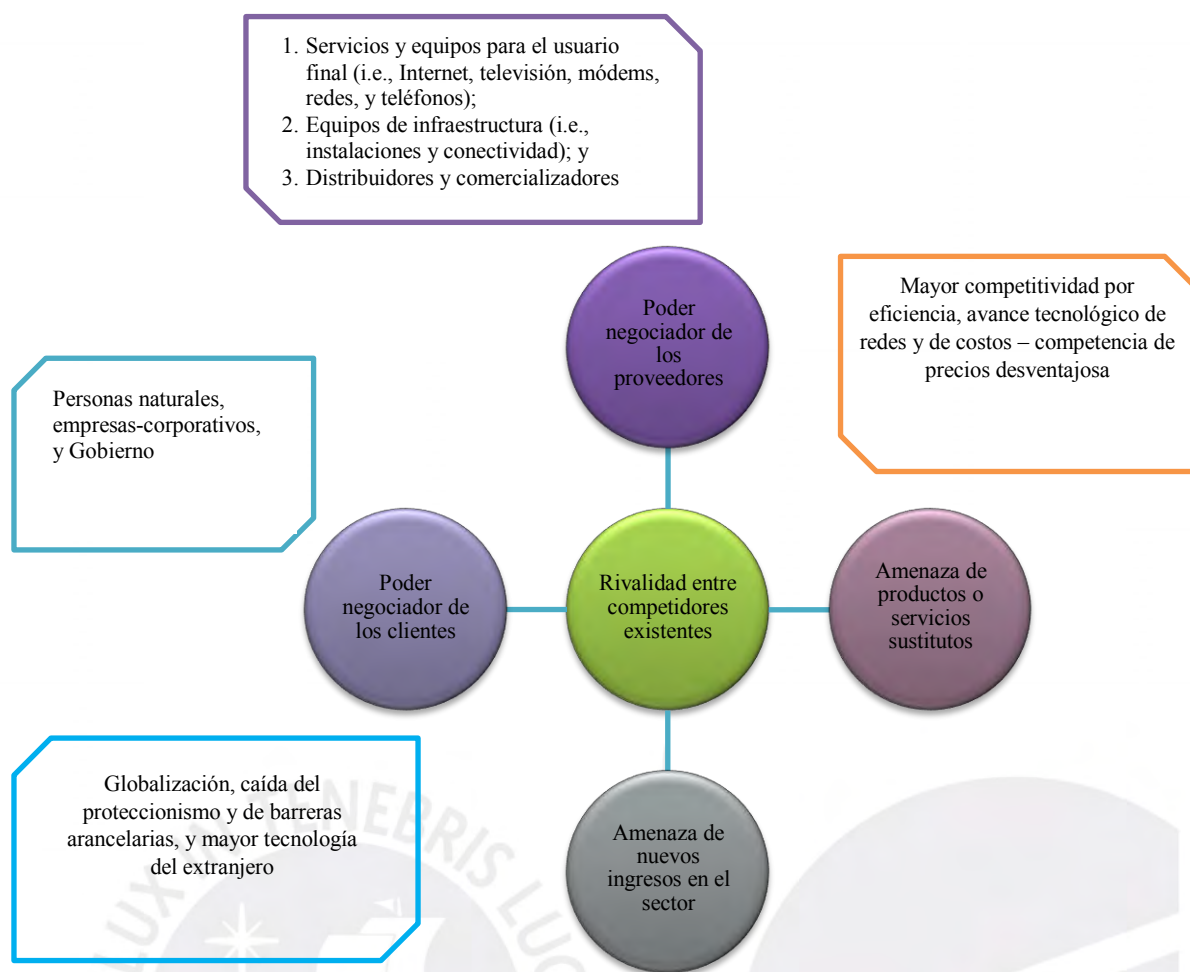 1. Servicios y equipos para el usuario
final (i.e., Internet, televisión, módems,
redes, y teléfonos);
2. Equipos de infraestructura (i.e.,
instalaciones y conectividad); y
3. Distribuidores y comercializadores
Poder
negociador de
los
proveedores
Mayor competitividad por
eficiencia, avance tecnológico de
redes y de costos – competencia de
precios desventajosa
Personas naturales,
empresas-corporativos,
y Gobierno
Poder
negociador de
los clientes
Rivalidad entre
competidores
existentes
Amenaza de
productos o
servicios
sustitutos
Globalización, caída del
proteccionismo y de barreras
arancelarias, y mayor tecnología
del extranjero
Amenaza de
nuevos
ingresos en el
sector
LUX IN TENEBRIS LUC